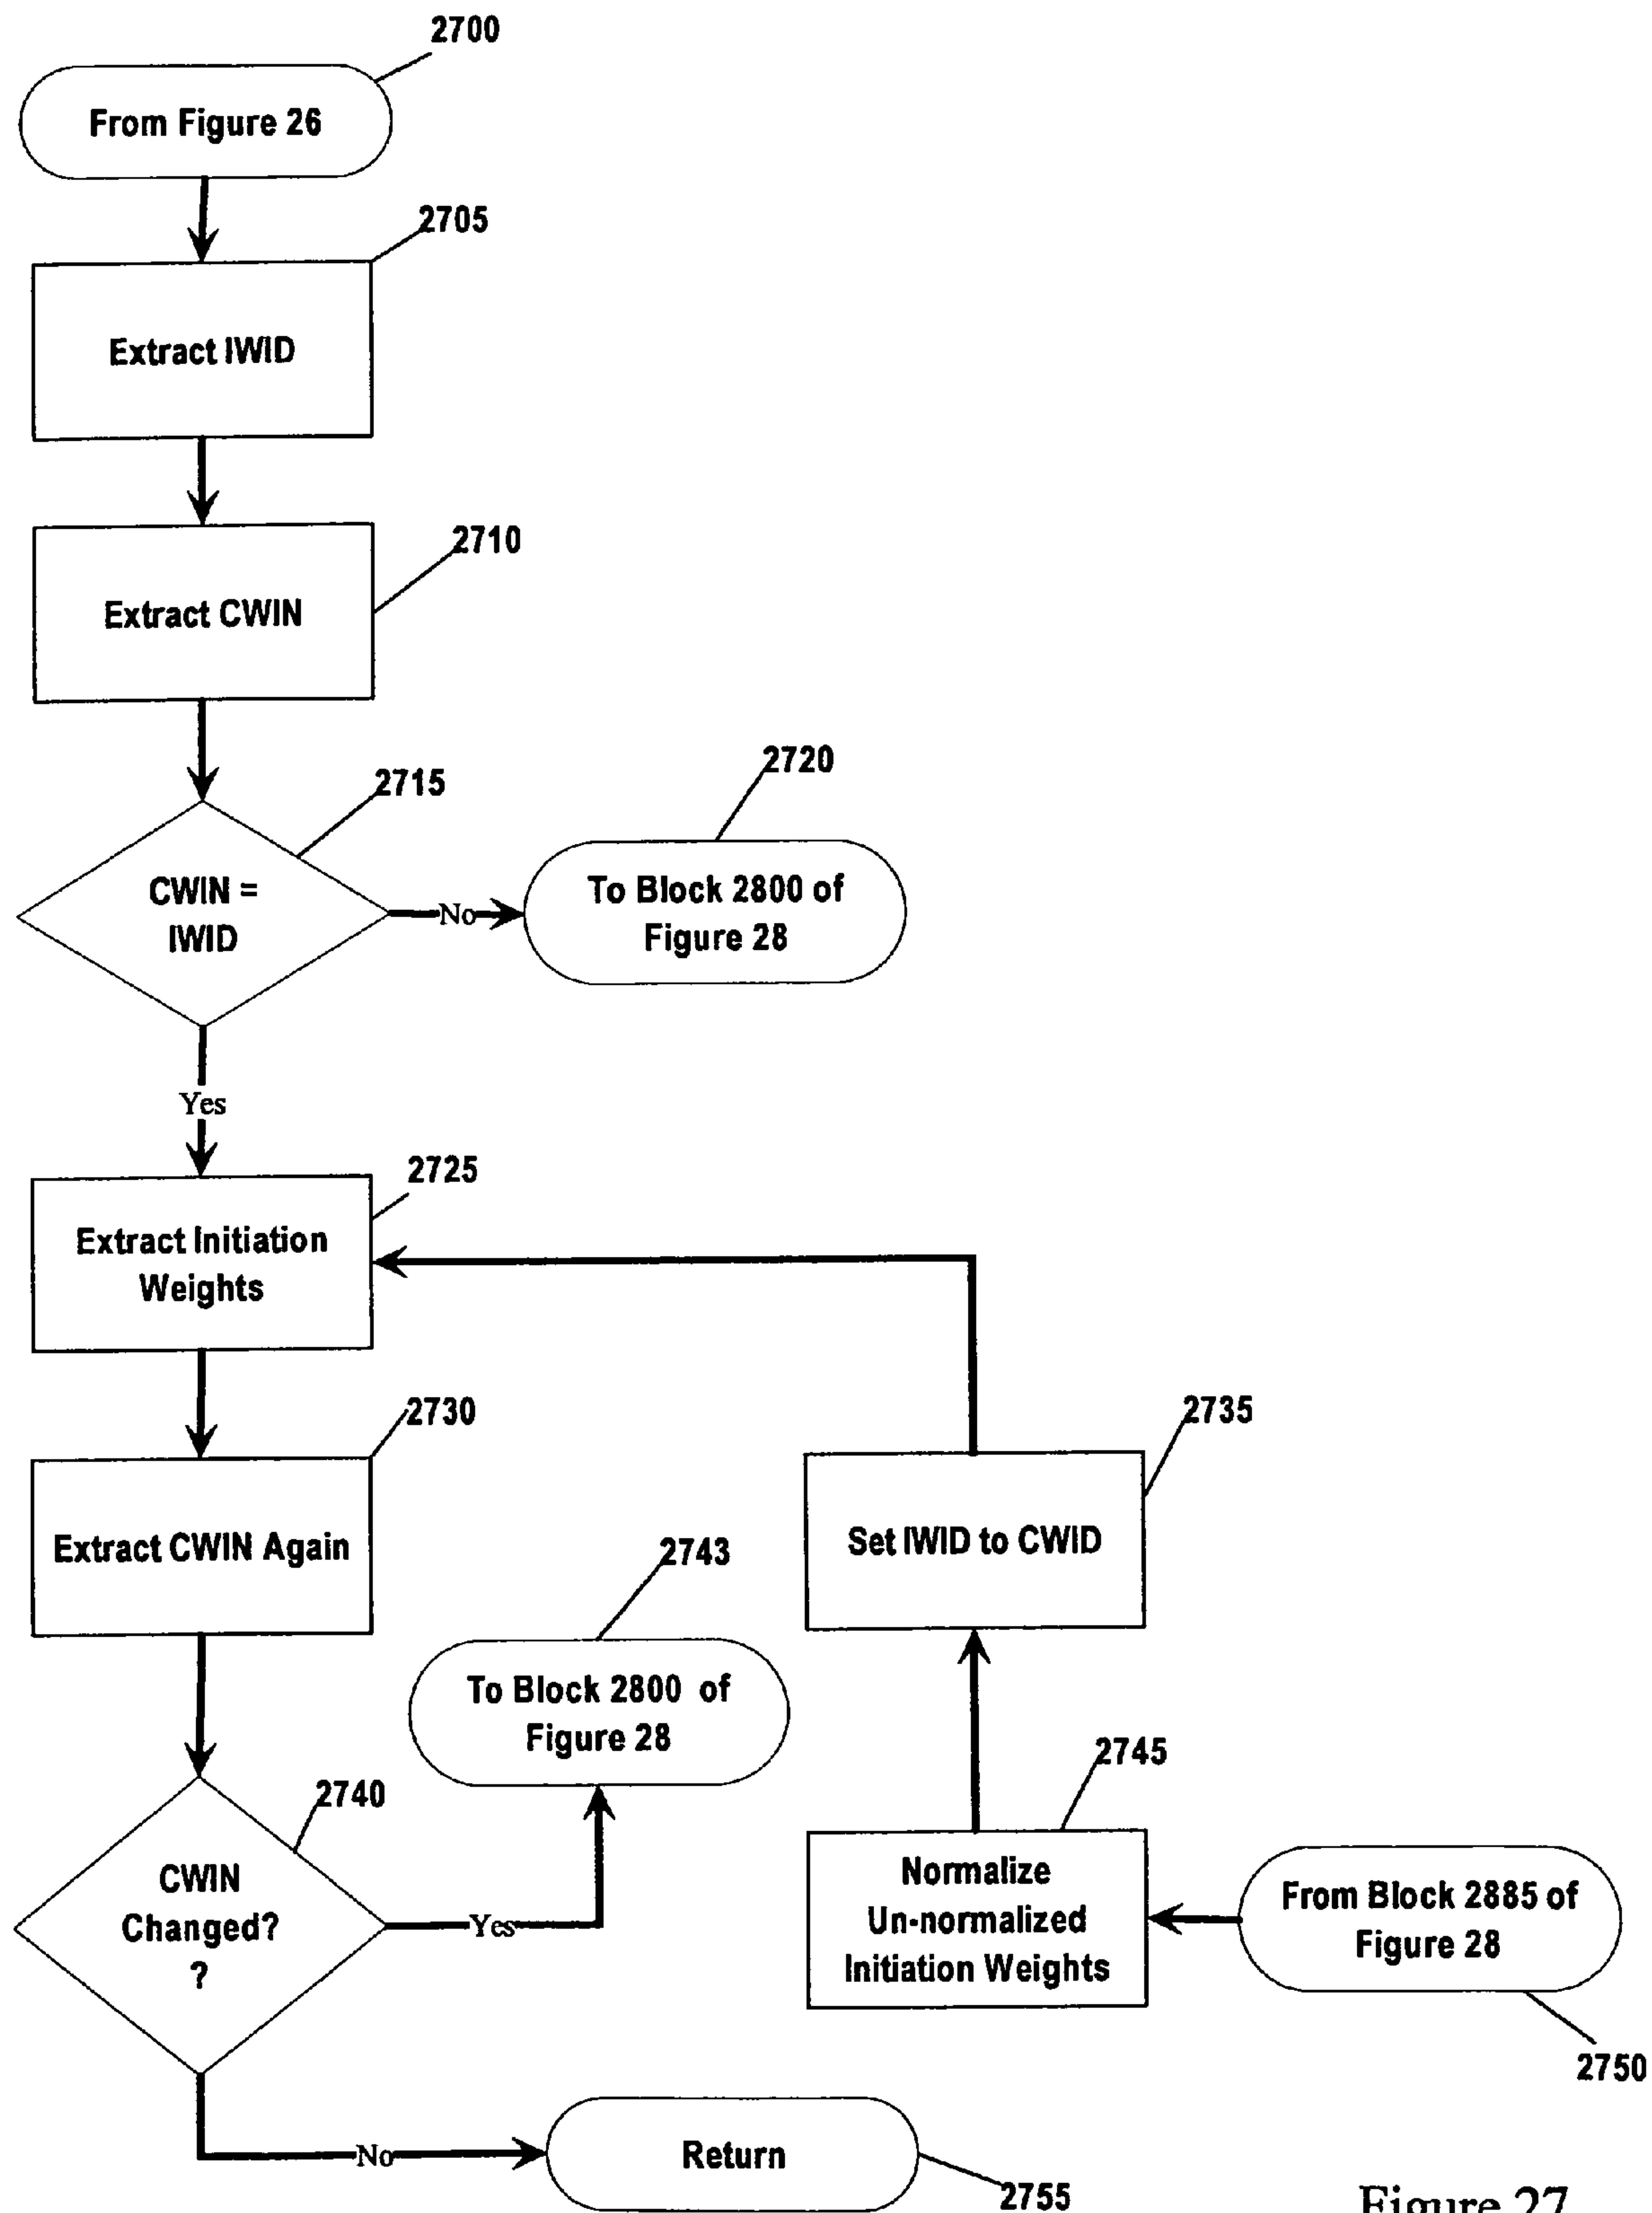 2700
From Figure 26
2705
Extract IWID
2710
Extract CWIN
2715
CWIN =
IWID
No
2720
To Block 2800 of
Figure 28
Yes
2725
Extract Initiation
Weights
2730
Extract CWIN Again
2735
Set IWID to CWID
2743
To Block 2800 of
Figure 28
2740
CWIN
Changed?
?
Yes
2745
Normalize
Un-normalized
Initiation Weights
From Block 2885 of
Figure 28
2750
No
Return
2755
Figure 27